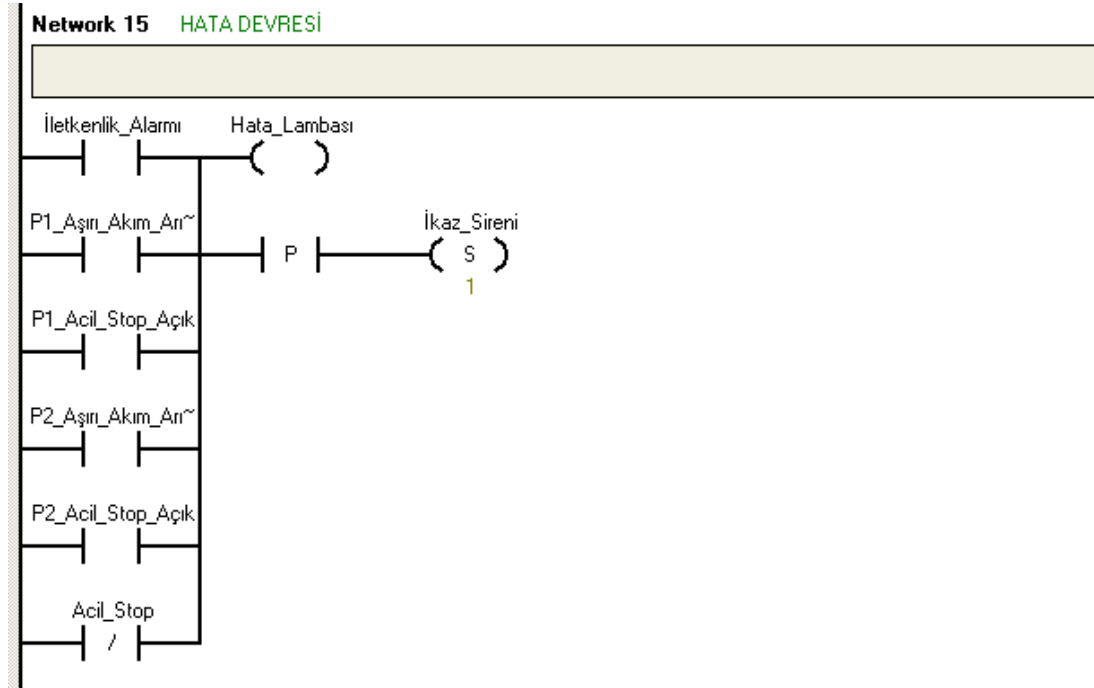 Network 15 HATA DEVRESİ
İletkenlik_Alarmı Hata_Lambası
P1_Aşırı_Akım_Arı~ İkaz_Sireni
P
S
1
P1_Acil_Stop_Açık
P2_Aşırı_Akım_Arı~
P2_Acil_Stop_Açık
Acil_Stop
/